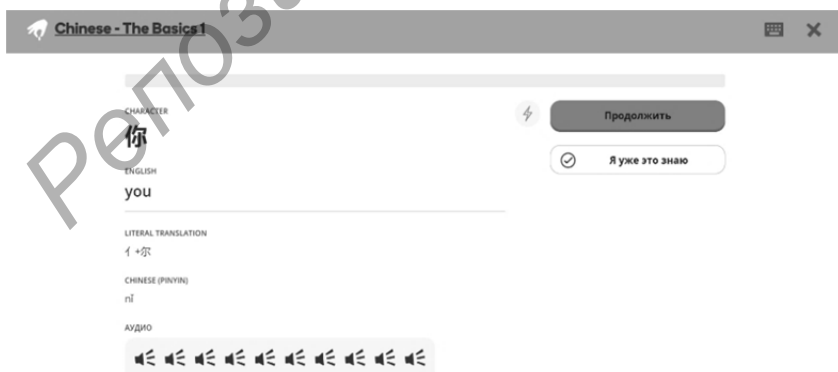 Chinese - The Basics 1
CHARACTER
你
Продолжить
ENGLISH
Я уже это знаю
you
LITERAL TRANSLATION
亻+尔
CHINESE (PINYIN)
nǐ
АУДИО
Репоз